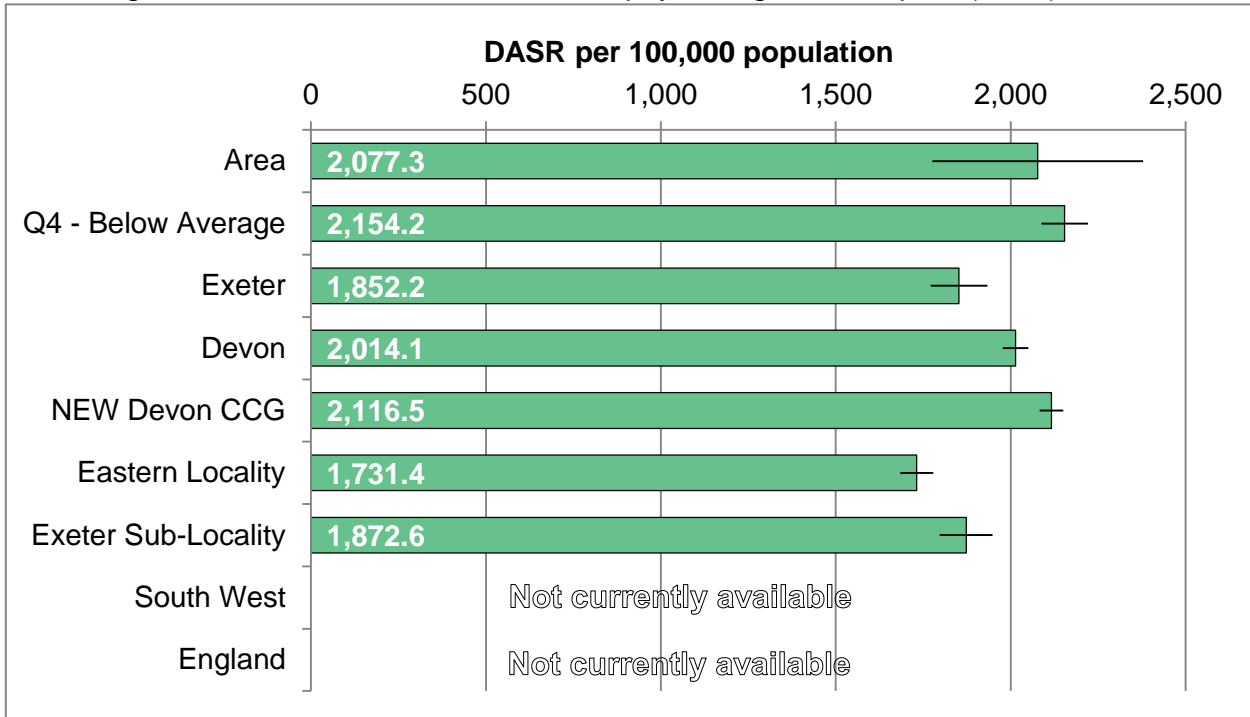 DASR per 100,000 population
0 500 1,000 1,500 2,000 2,500
Area 2,077.3
Q4 - Below Average 2,154.2
Exeter 1,852.2
Devon 2,014.1
NEW Devon CCG 2,116.5
Eastern Locality 1,731.4
Exeter Sub-Locality 1,872.6
South West Not currently available
England Not currently available